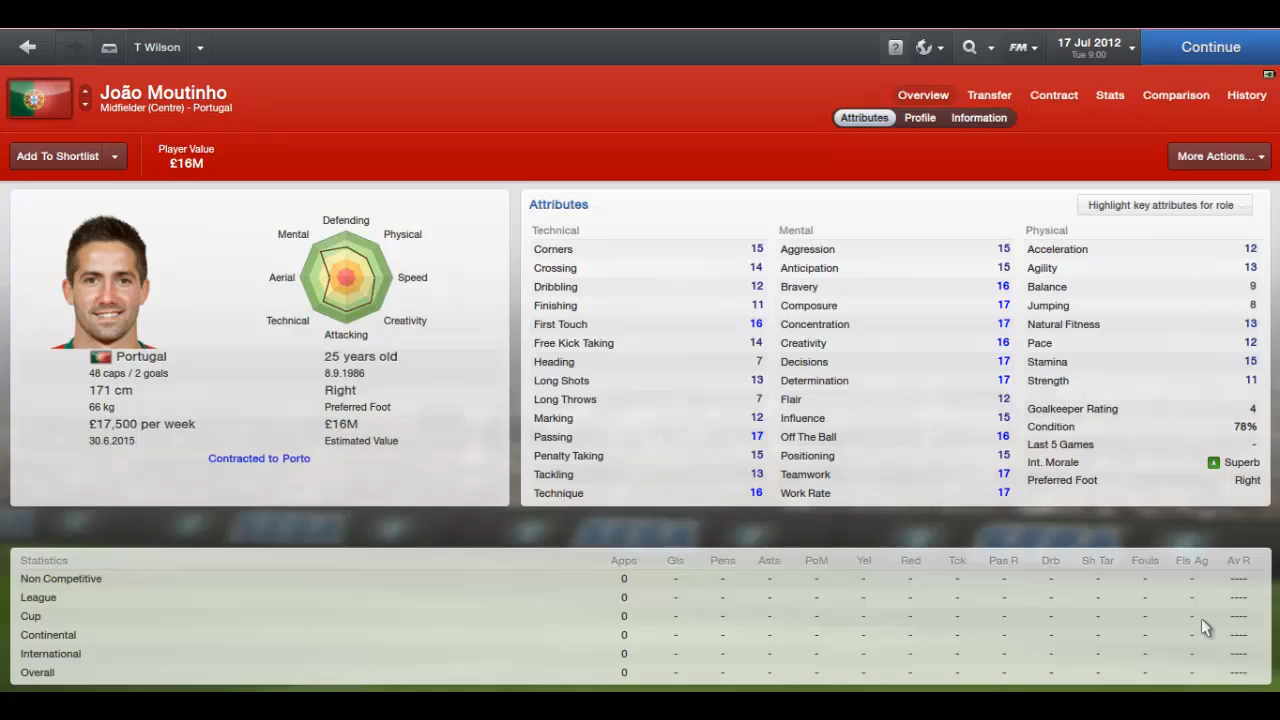 T Wilson
FM
17 Jul 2012
Tue 9:00
Continue
João Moutinho
Midfielder (Centre) - Portugal
Overview Transfer Contract Stats Comparison History
Attributes Profile Information
Add To Shortlist
Player Value
£16M
More Actions...
Defending
Mental Physical
Aerial Speed
Technical Creativity
Attacking
Portugal 25 years old
48 caps / 2 goals 8.9.1986
171 cm Right
66 kg Preferred Foot
£17,500 per week £16M
30.6.2015 Estimated Value
Contracted to Porto
Attributes Highlight key attributes for role
Technical Mental Physical
Corners 15 Aggression 15 Acceleration 12
Crossing 14 Anticipation 15 Agility 13
Dribbling 12 Bravery 16 Balance 9
Finishing 11 Composure 17 Jumping 8
First Touch 16 Concentration 17 Natural Fitness 13
Free Kick Taking 14 Creativity 16 Pace 12
Heading 7 Decisions 17 Stamina 15
Long Shots 13 Determination 17 Strength 11
Long Throws 7 Flair 12
Marking 12 Influence 15 Goalkeeper Rating 4
Passing 17 Off The Ball 16 Condition 78%
Penalty Taking 15 Positioning 15 Last 5 Games -
Tackling 13 Teamwork 17 Int. Morale Superb
Technique 16 Work Rate 17 Preferred Foot Right
Statistics Apps Gls Pens Asts PoM Yel Red Tck Pas R Drb Sh Tar Fouls Fls Ag Av R
Non Competitive 0 - - - - - - - - - - - - ----
League 0 - - - - - - - - - - - - ----
Cup 0 - - - - - - - - - - - - ----
Continental 0 - - - - - - - - - - - - ----
International 0 - - - - - - - - - - - - ----
Overall 0 - - - - - - - - - - - - ----